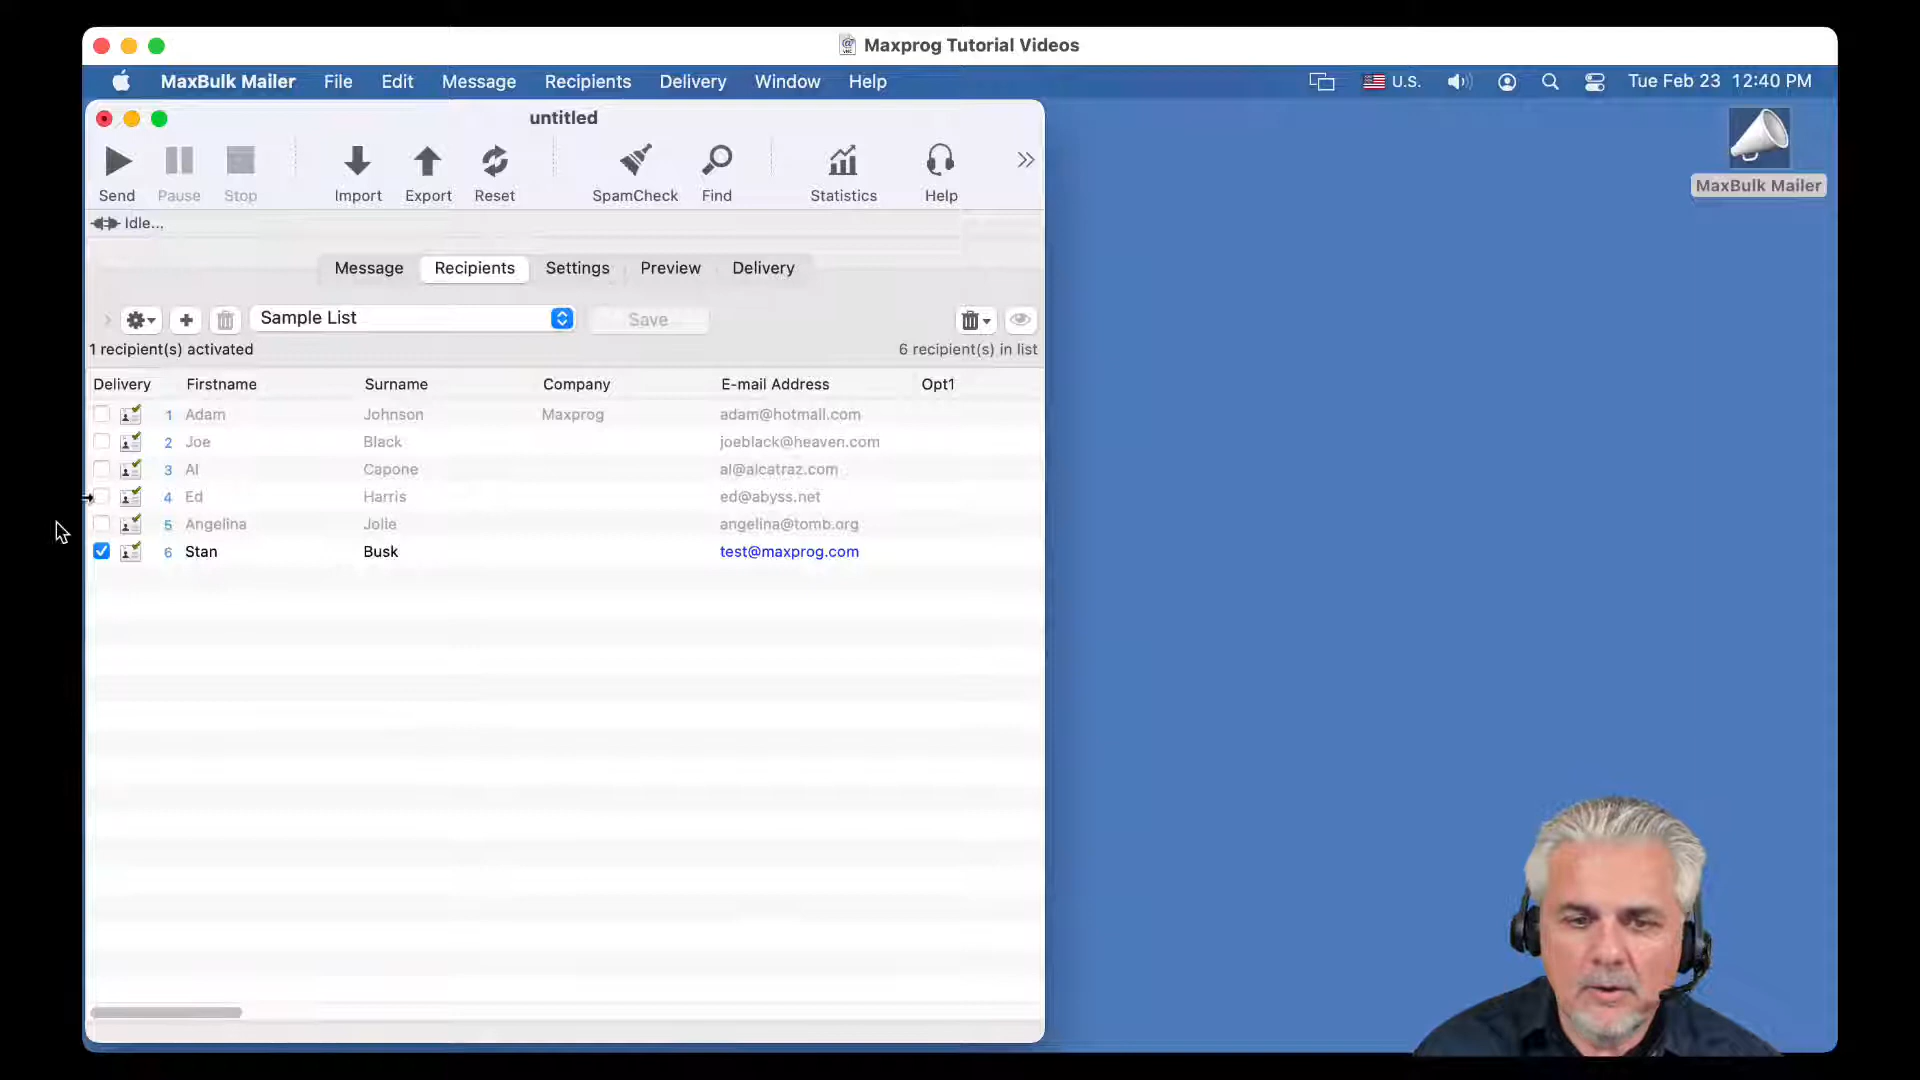 Maxprog Tutorial Videos
MaxBulk Mailer File Edit Message Recipients Delivery Window Help U.S. Tue Feb 23 12:40 PM
untitled
Send Pause Stop Import Export Reset SpamCheck Find Statistics Help
MaxBulk Mailer
Idle...
Message Recipients Settings Preview Delivery
Sample List Save
1 recipient(s) activated 6 recipient(s) in list
Delivery Firstname Surname Company E-mail Address Opt1
1 Adam Johnson Maxprog adam@hotmail.com
2 Joe Black joeblack@heaven.com
3 Al Capone al@alcatraz.com
4 Ed Harris ed@abyss.net
5 Angelina Jolie angelina@tomb.org
6 Stan Busk test@maxprog.com